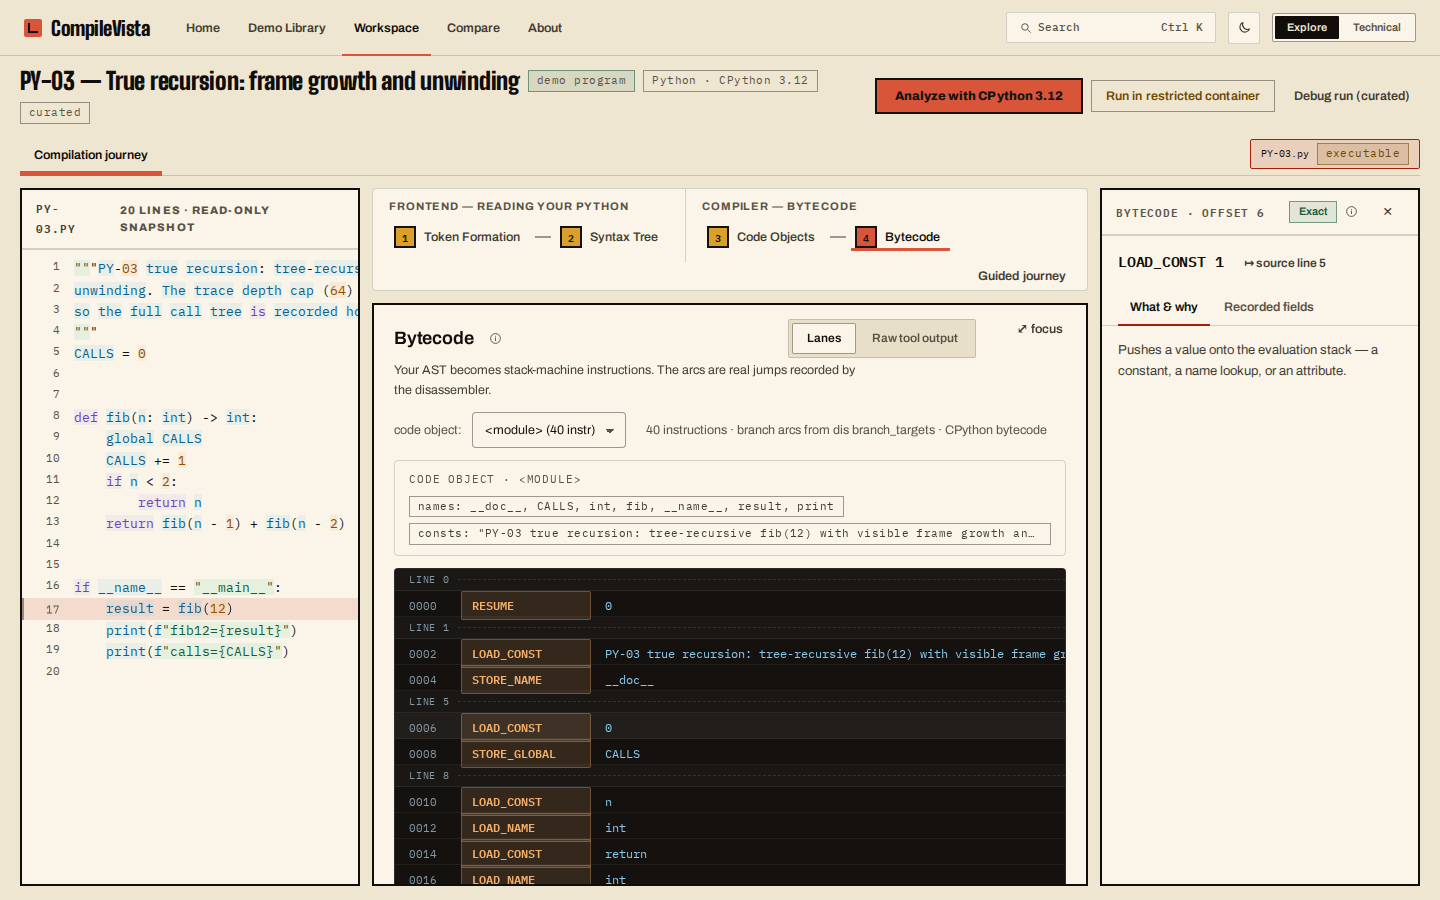 CompileVista
Home
Demo Library
Workspace
Compare
About
Search
Ctrl K
Explore
Technical
PY-03 — True recursion: frame growth and unwinding
demo program
Python · CPython 3.12
curated
Analyze with CPython 3.12
Run in restricted container
Debug run (curated)
Compilation journey
PY-03.py
executable
PY-
03.PY
20 LINES · READ-ONLY
SNAPSHOT
1 """PY-03 true recursion: tree-recurs
2 unwinding. The trace depth cap (64)
3 so the full call tree is recorded ho
4 """
5 CALLS = 0
6
7
8 def fib(n: int) -> int:
9 global CALLS
10 CALLS += 1
11 if n < 2:
12 return n
13 return fib(n - 1) + fib(n - 2)
14
15
16 if __name__ == "__main__":
17 result = fib(12)
18 print(f"fib12={result}")
19 print(f"calls={CALLS}")
20
FRONTEND — READING YOUR PYTHON
1 Token Formation
2 Syntax Tree
COMPILER — BYTECODE
3 Code Objects
4 Bytecode
Guided journey
Bytecode
Lanes
Raw tool output
⤢ focus
Your AST becomes stack-machine instructions. The arcs are real jumps recorded by
the disassembler.
code object:
<module> (40 instr)
40 instructions · branch arcs from dis branch_targets · CPython bytecode
CODE OBJECT · <MODULE>
names: __doc__, CALLS, int, fib, __name__, result, print
consts: "PY-03 true recursion: tree-recursive fib(12) with visible frame growth an…
LINE 0
0000 RESUME 0
LINE 1
0002 LOAD_CONST PY-03 true recursion: tree-recursive fib(12) with visible frame gr
0004 STORE_NAME __doc__
LINE 5
0006 LOAD_CONST 0
0008 STORE_GLOBAL CALLS
LINE 8
0010 LOAD_CONST n
0012 LOAD_NAME int
0014 LOAD_CONST return
0016 LOAD_NAME int
BYTECODE · OFFSET 6
Exact
×
LOAD_CONST 1
↦ source line 5
What & why
Recorded fields
Pushes a value onto the evaluation stack — a
constant, a name lookup, or an attribute.